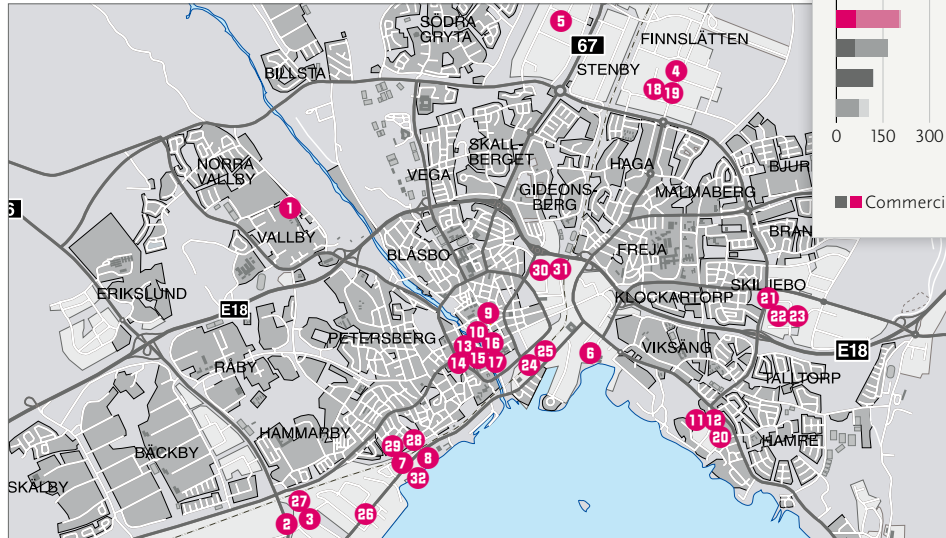 SÖDRA
GRYTA
5
67
FINNSLÄTTEN
STENBY
4
18
19
BILLSTA
0
150
300
Commerci
SKALL-
BERGET
NORRA
VALLBY
VEGA
HAGA
BJUR
GIDEONS-
BERG
MALMABERG
1
VALLBY
BRÄN
BLÅSBO
FREJA
30
31
SKILJEBO
ERIKSLUND
KLOCKARTORP
21
E18
9
22
23
10
PETERSBERG
13
16
VIKSÄNG
E18
25
6
14
15
17
24
RÅBY
TALLTORP
11
12
HAMMARBY
20
HAMRE
29
28
BÄCKBY
7
8
32
SKÄLBY
27
26
2
3